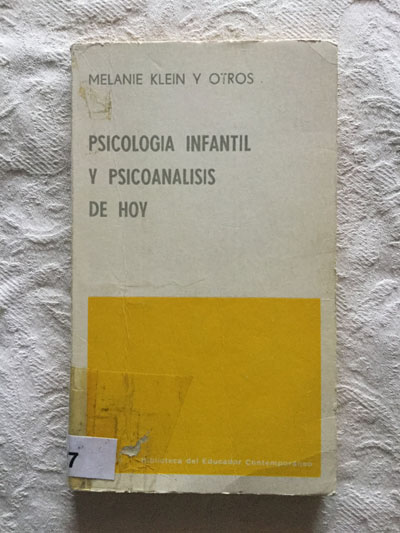 MELANIE KLEIN Y OTROS
PSICOLOGIA INFANTIL
Y PSICOANALISIS
DE HOY
Biblioteca del Educador Contemporáneo
7